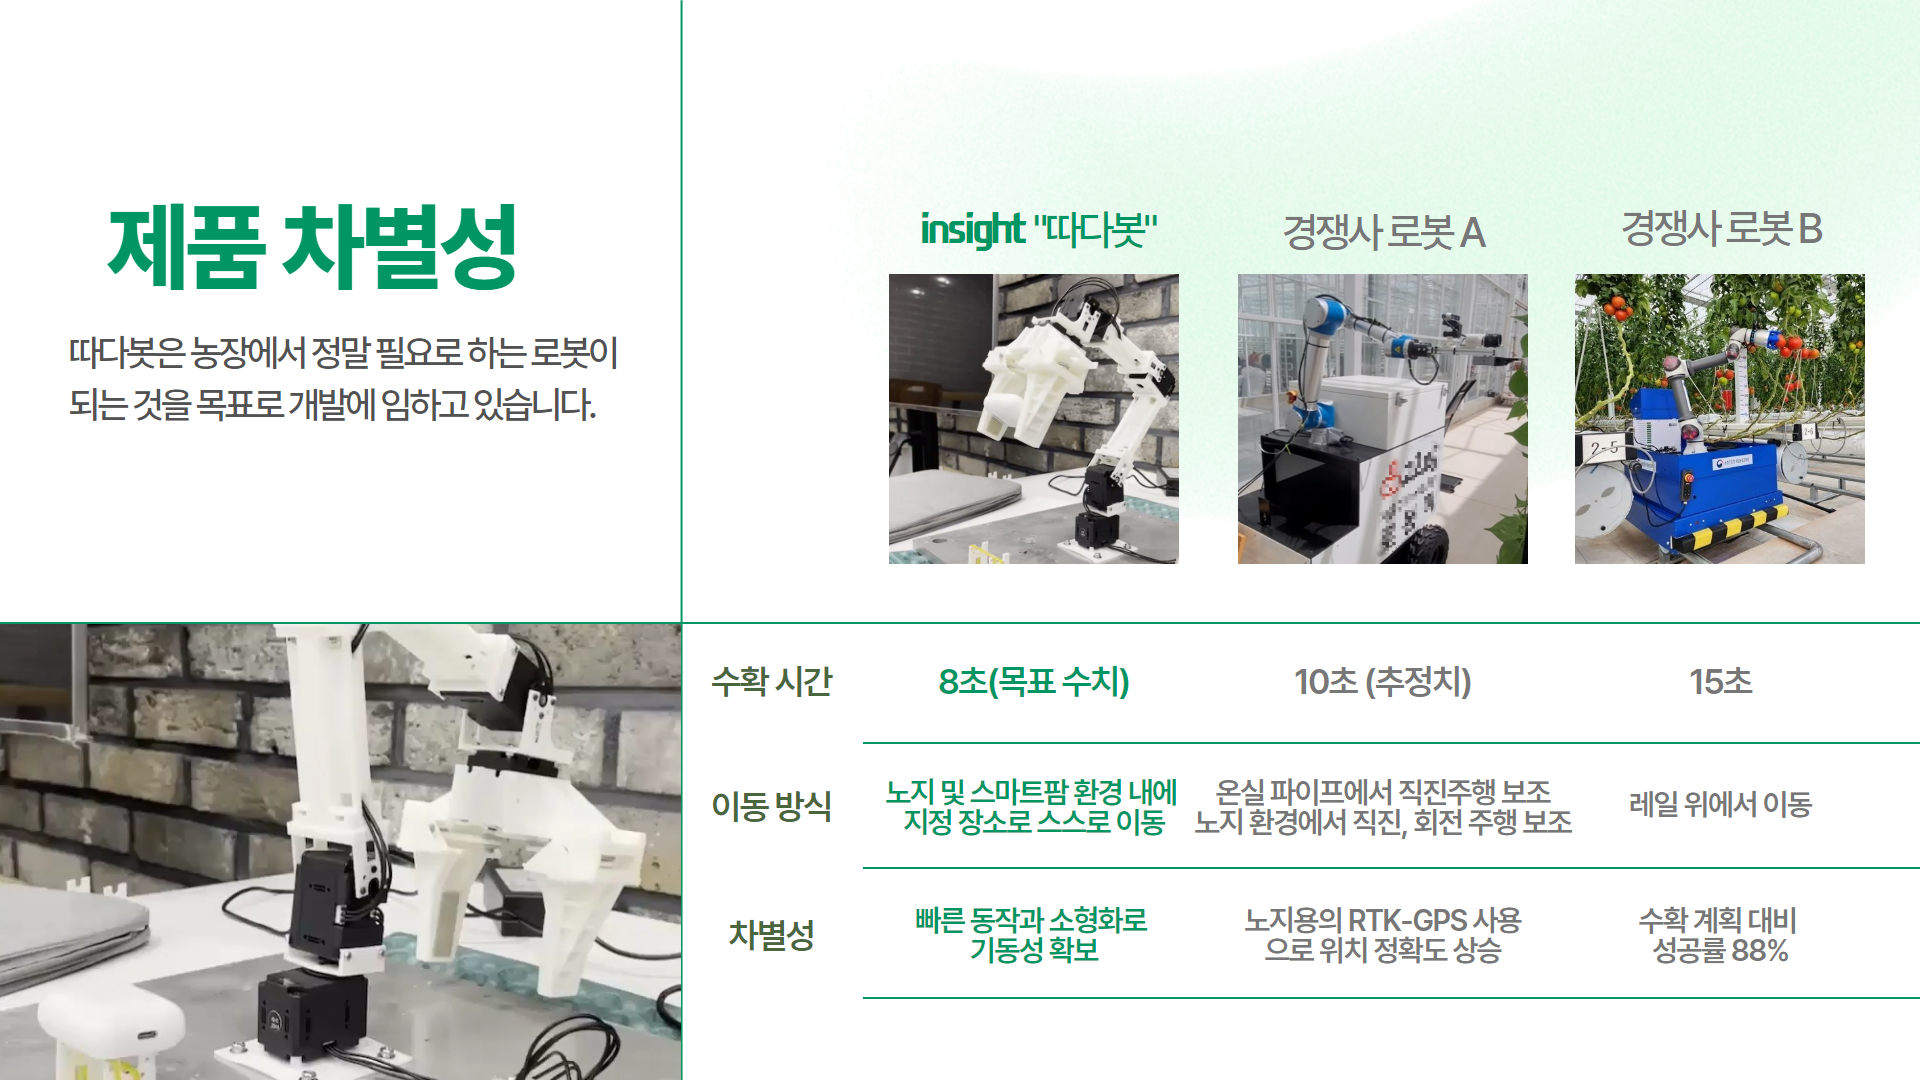 제품 차별성
따다봇은 농장에서 정말 필요로 하는 로봇이
되는 것을 목표로 개발에 임하고 있습니다.
insight "따다봇"
경쟁사 로봇 A
경쟁사 로봇 B
2-5
수확 시간
8초(목표 수치)
10초 (추정치)
15초
이동 방식
노지 및 스마트팜 환경 내에
지정 장소로 스스로 이동
온실 파이프에서 직진주행 보조
노지 환경에서 직진, 회전 주행 보조
레일 위에서 이동
차별성
빠른 동작과 소형화로
기동성 확보
노지용의 RTK-GPS 사용
으로 위치 정확도 상승
수확 계획 대비
성공률 88%